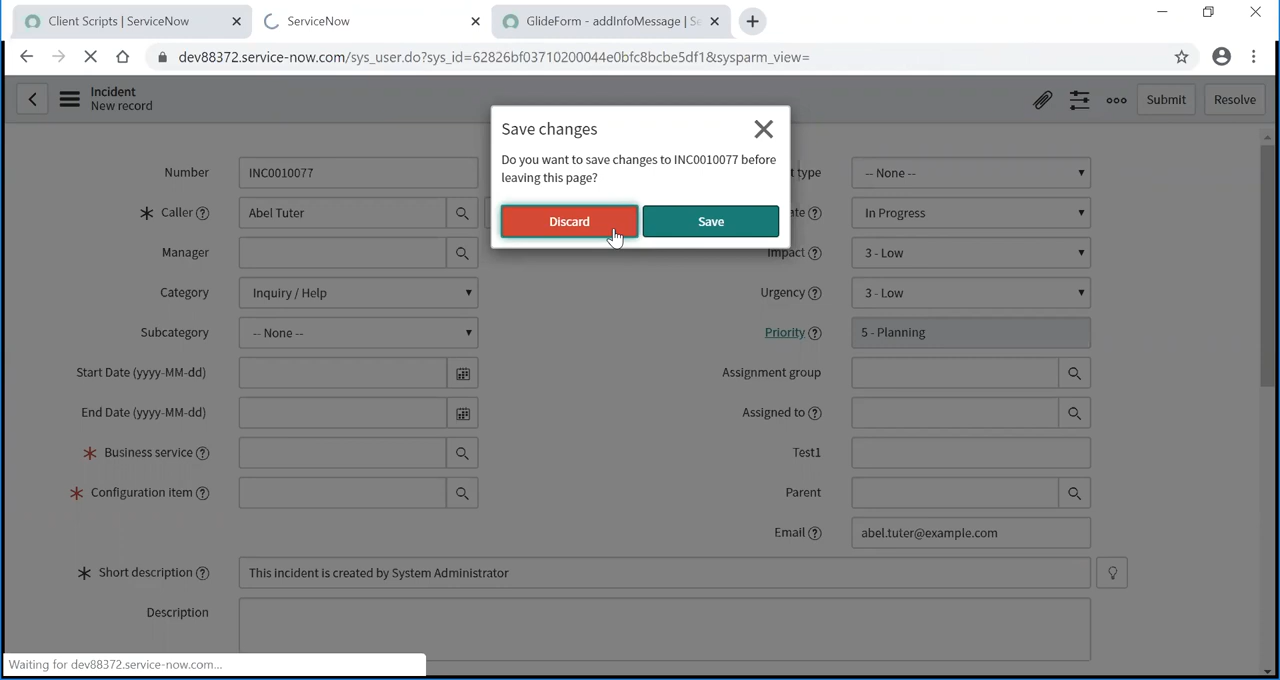 Client Scripts | ServiceNow
ServiceNow
GlideForm - addInfoMessage | Se
dev88372.service-now.com/sys_user.do?sys_id=62826bf03710200044e0bfc8bcbe5df1&sysparm_view=
Incident
New record
Submit
Resolve
Save changes
Do you want to save changes to INC0010077 before
leaving this page?
Discard
Save
Number
INC0010077
t type
-- None --
Caller
Abel Tuter
ate
In Progress
Manager
Impact
3 - Low
Category
Inquiry / Help
Urgency
3 - Low
Subcategory
-- None --
Priority
5 - Planning
Start Date (yyyy-MM-dd)
Assignment group
End Date (yyyy-MM-dd)
Assigned to
Business service
Test1
Configuration item
Parent
Email
abel.tuter@example.com
Short description
This incident is created by System Administrator
Description
Waiting for dev88372.service-now.com...